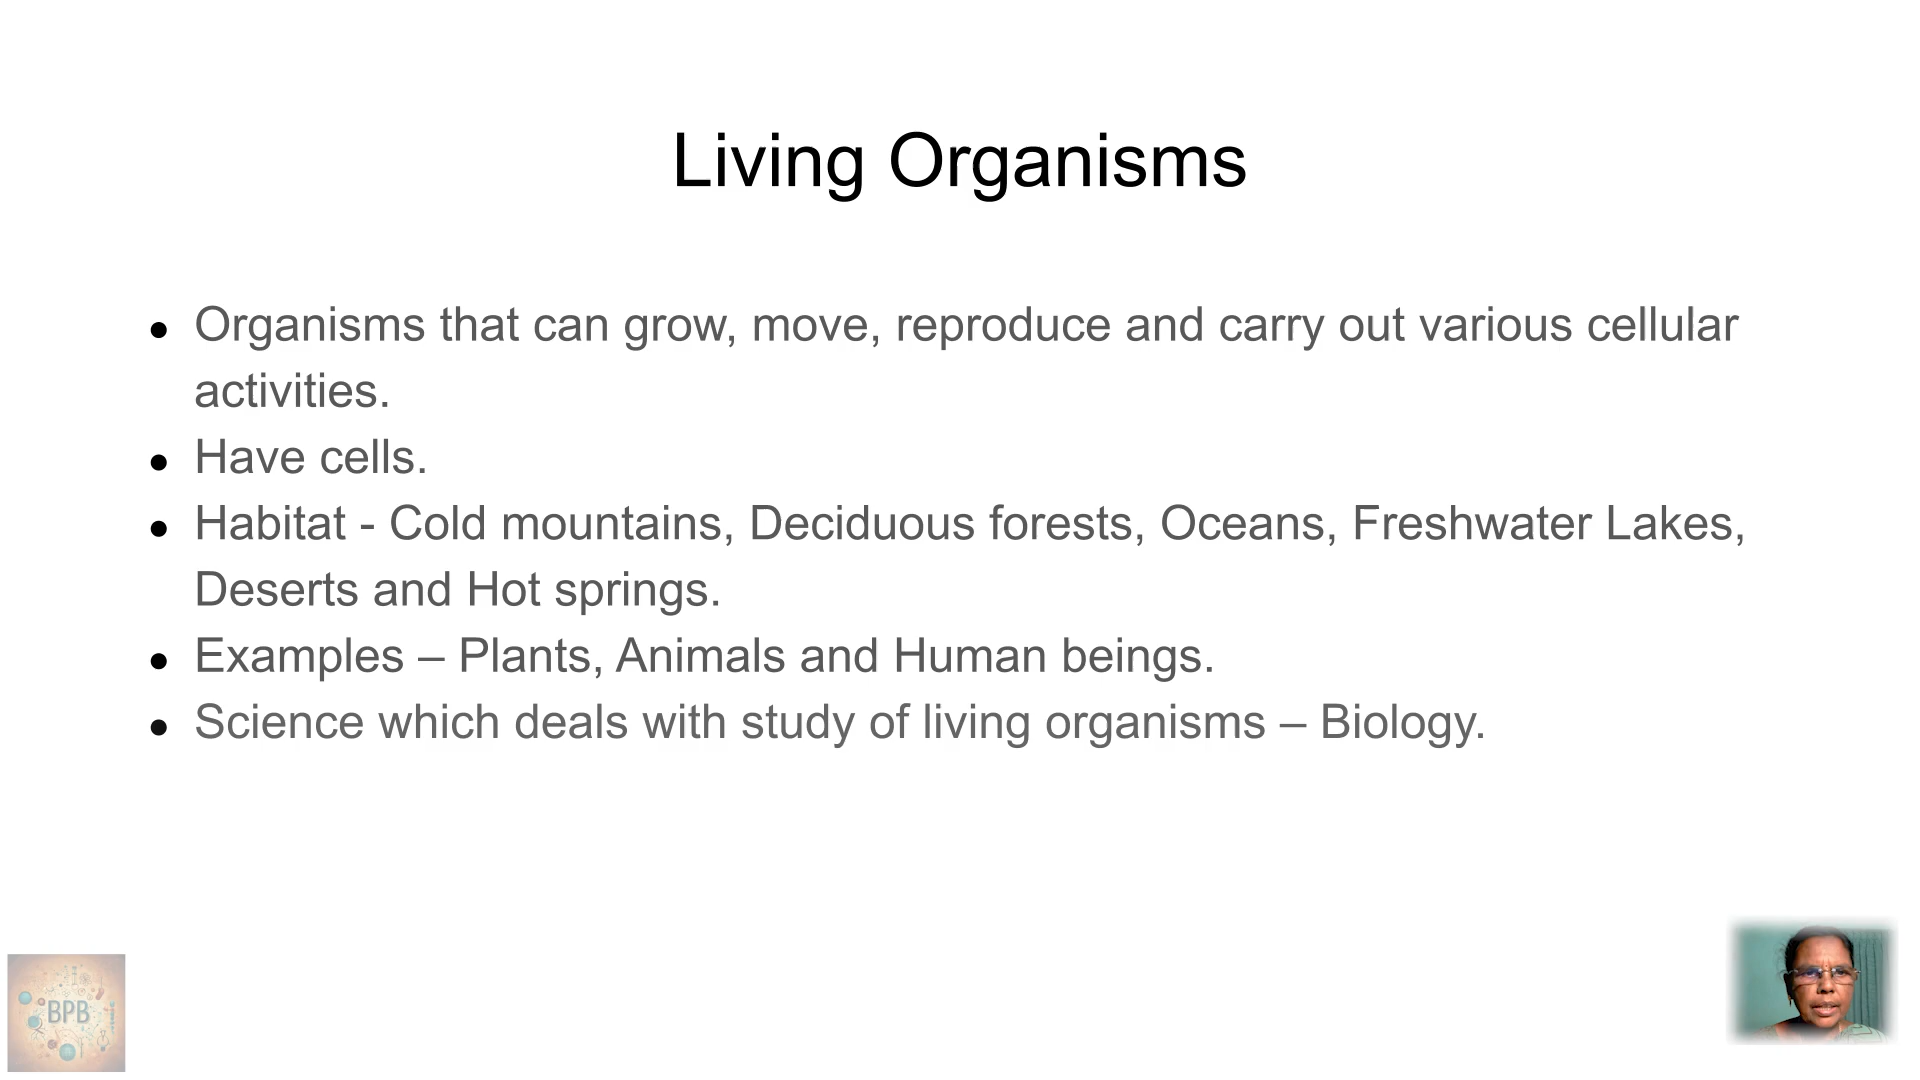 Living Organisms
● Organisms that can grow, move, reproduce and carry out various cellular
activities.
● Have cells.
● Habitat - Cold mountains, Deciduous forests, Oceans, Freshwater Lakes,
Deserts and Hot springs.
● Examples – Plants, Animals and Human beings.
● Science which deals with study of living organisms – Biology.
BPB